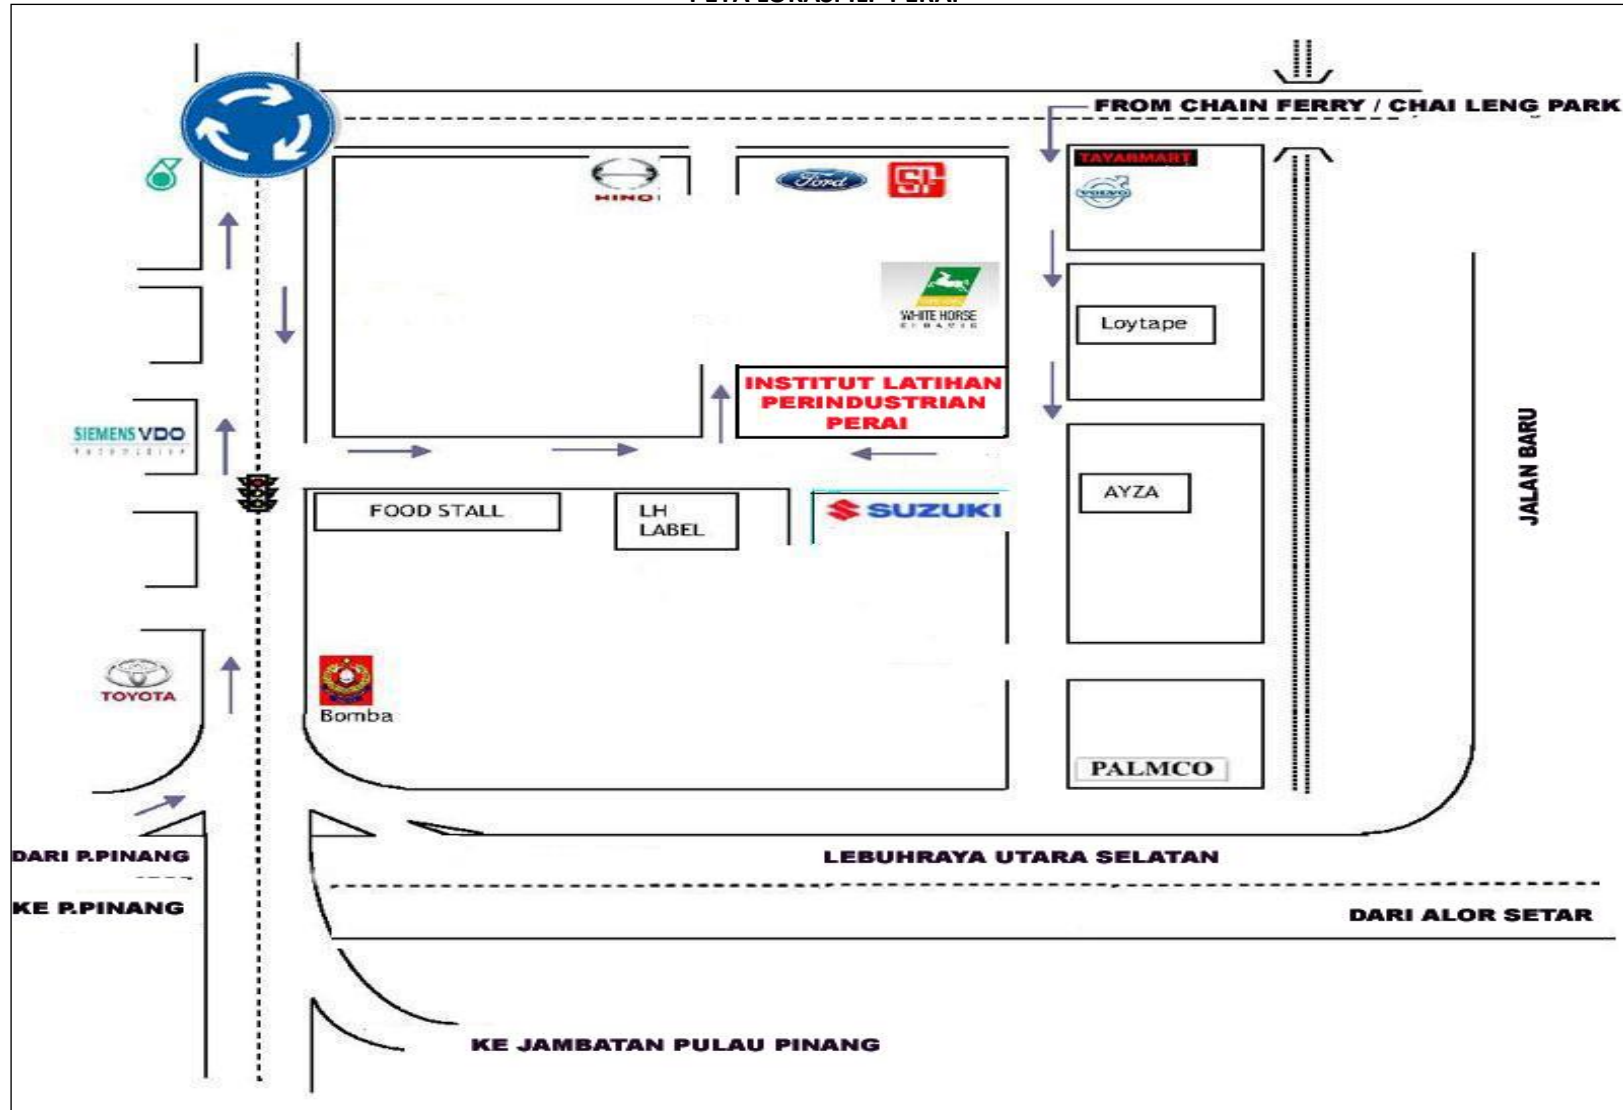 FROM CHAIN FERRY / CHAI LENG PARK
TAYARMART
VOLVO
HINO
Ford
WHITE HORSE
CERAMIC
Loytape
INSTITUT LATIHAN
PERINDUSTRIAN
PERAI
SIEMENS VDO
AYZA
JALAN BARU
FOOD STALL
LH
LABEL
SUZUKI
TOYOTA
Bomba
PALMCO
DARI P.PINANG
LEBUHRAYA UTARA SELATAN
KE P.PINANG
DARI ALOR SETAR
KE JAMBATAN PULAU PINANG